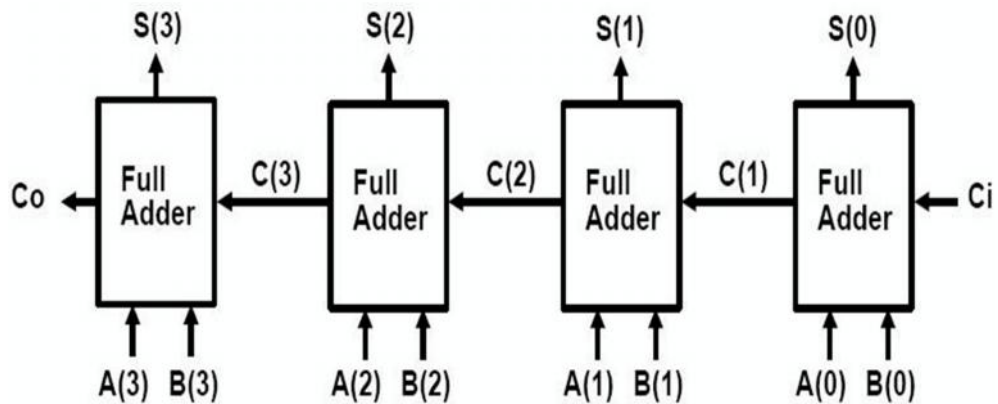 S(3) S(2) S(1) S(0)
Full Adder
Full Adder
Full Adder
Full Adder
Co C(3) C(2) C(1) Ci
A(3) B(3) A(2) B(2) A(1) B(1) A(0) B(0)